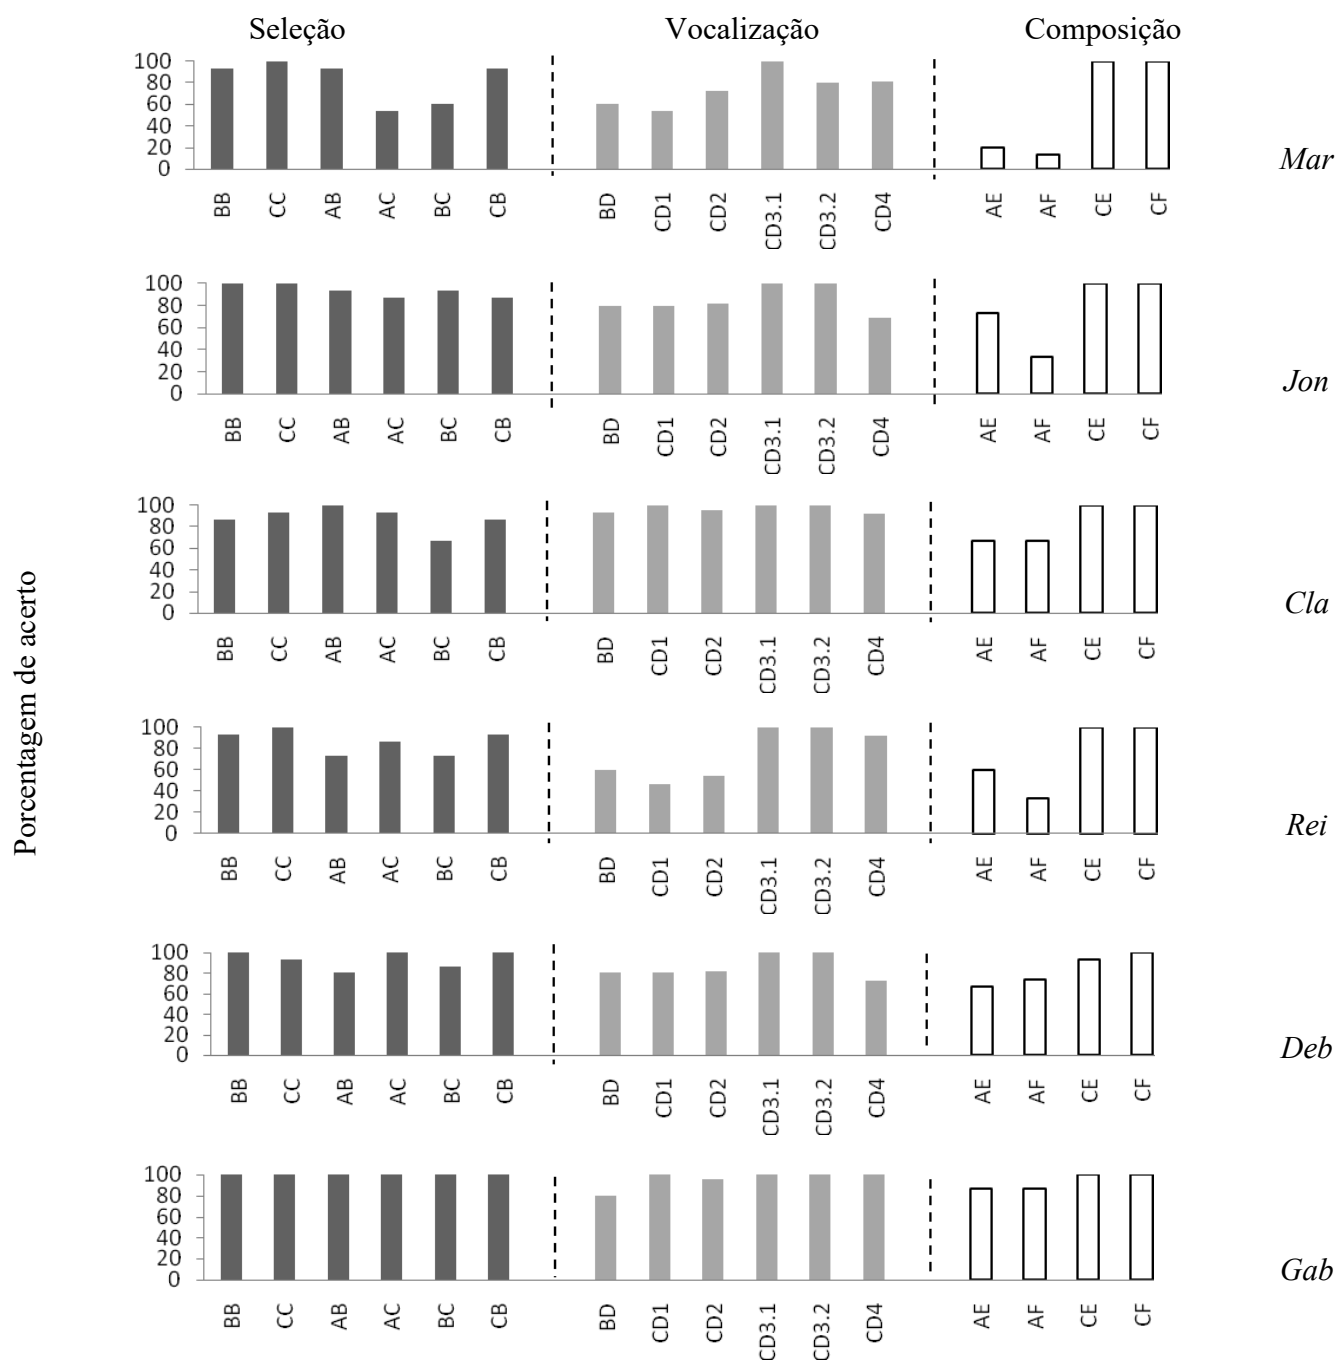 Seleção Vocalização Composição
100
80
60
40
20
0
BB CC AB AC BC CB BD CD1 CD2 CD3.1 CD3.2 CD4 AE AF CE CF
Mar
100
80
60
40
20
0
BB CC AB AC BC CB BD CD1 CD2 CD3.1 CD3.2 CD4 AE AF CE CF
Jon
100
80
60
40
20
0
BB CC AB AC BC CB BD CD1 CD2 CD3.1 CD3.2 CD4 AE AF CE CF
Cla
Porcentagem de acerto
100
80
60
40
20
0
BB CC AB AC BC CB BD CD1 CD2 CD3.1 CD3.2 CD4 AE AF CE CF
Rei
100
80
60
40
20
0
BB CC AB AC BC CB BD CD1 CD2 CD3.1 CD3.2 CD4 AE AF CE CF
Deb
100
80
60
40
20
0
BB CC AB AC BC CB BD CD1 CD2 CD3.1 CD3.2 CD4 AE AF CE CF
Gab